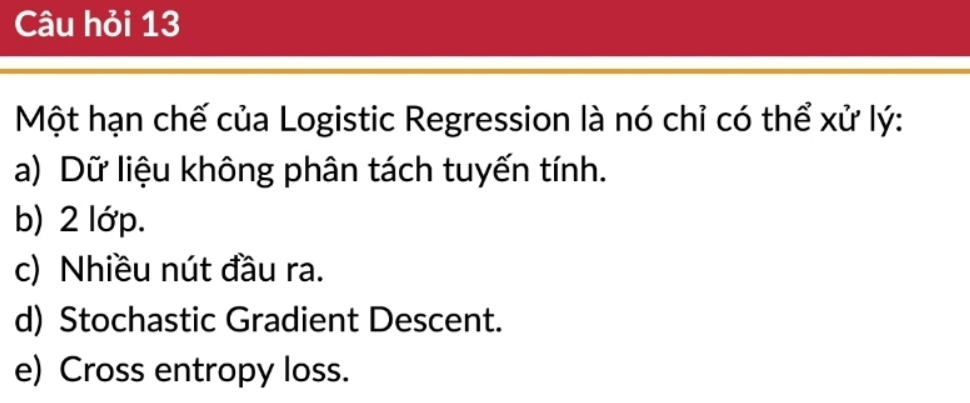 Câu hỏi 13
Một hạn chế của Logistic Regression là nó chỉ có thể xử lý:
a) Dữ liệu không phân tách tuyến tính.
b) 2 lớp.
c) Nhiều nút đầu ra.
d) Stochastic Gradient Descent.
e) Cross entropy loss.